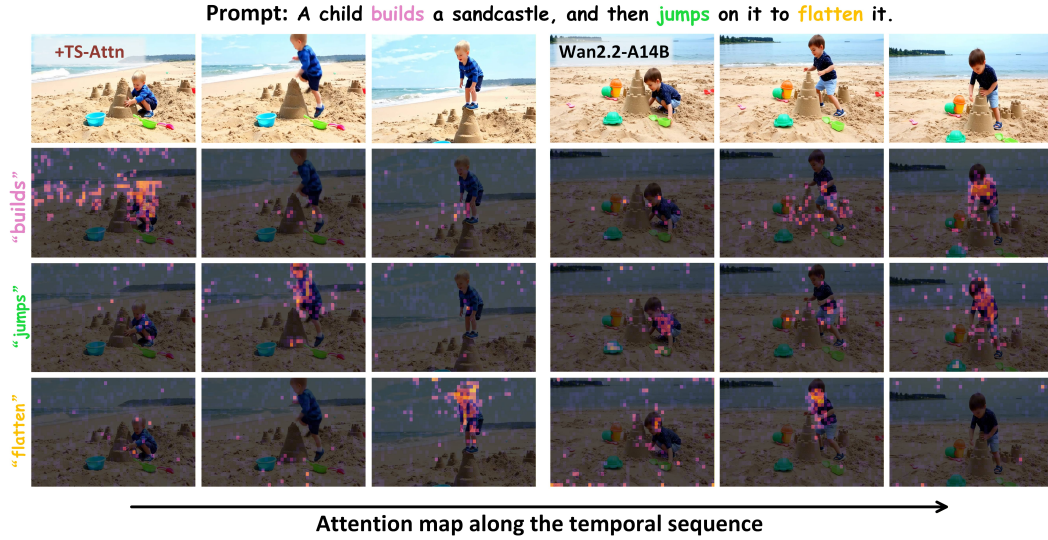 Prompt: A child builds a sandcastle, and then jumps on it to flatten it.
+TS-Attn
Wan2.2-A14B
“builds”
“jumps”
“flatten”
Attention map along the temporal sequence